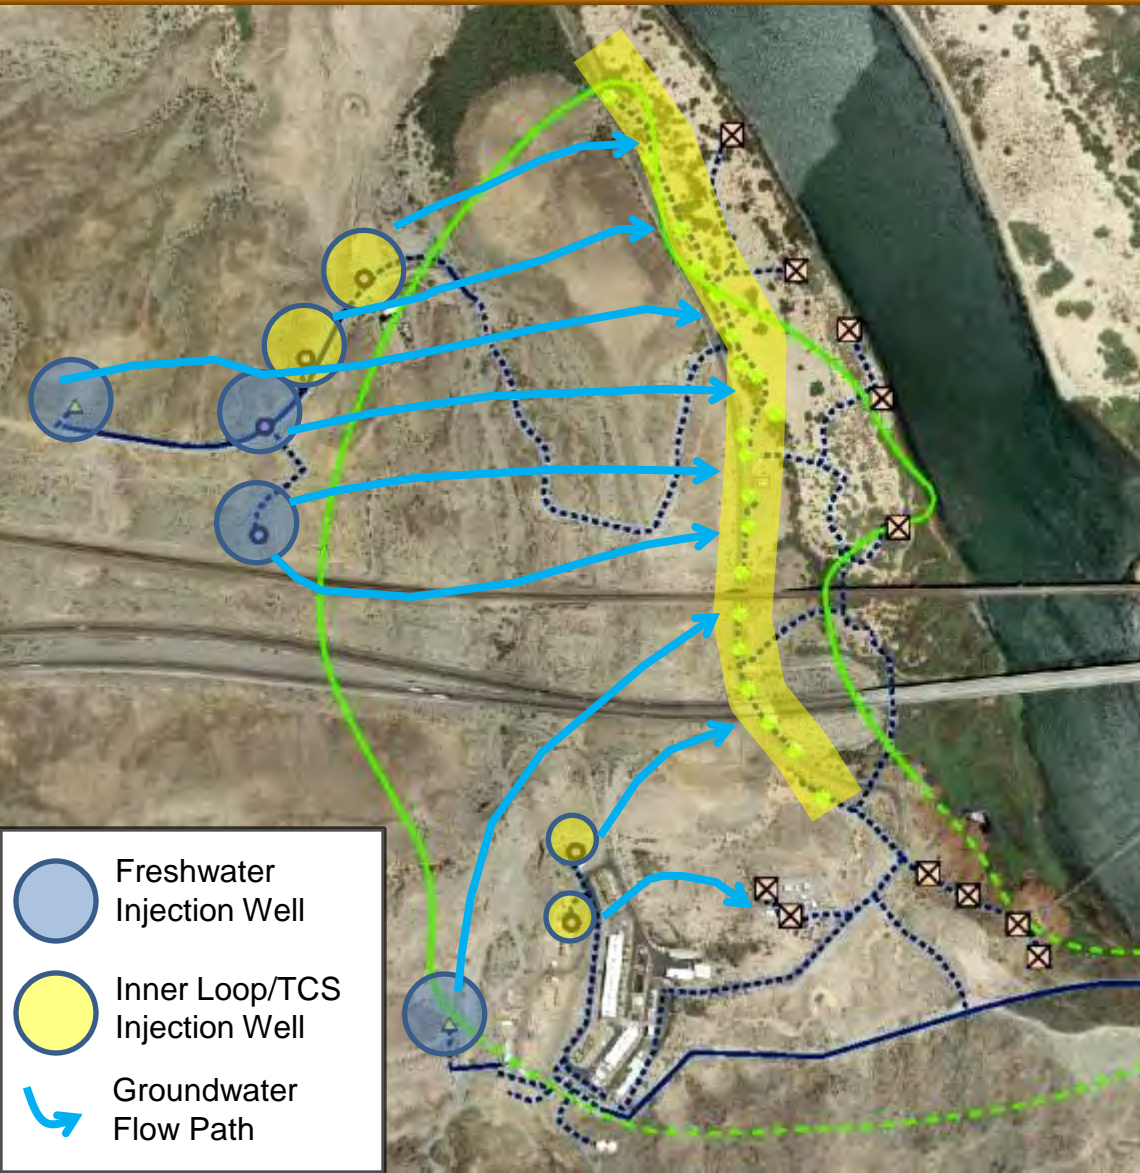 Freshwater
Injection Well
Inner Loop/TCS
Injection Well
Groundwater
Flow Path